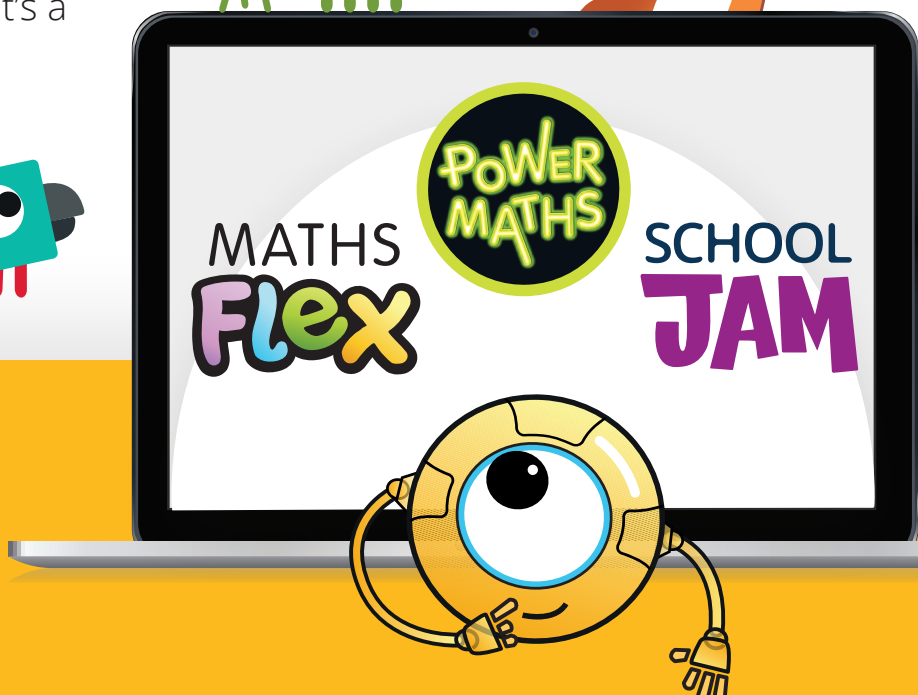 t's a
POWER
MATHS
MATHS
Flex
SCHOOL
JAM